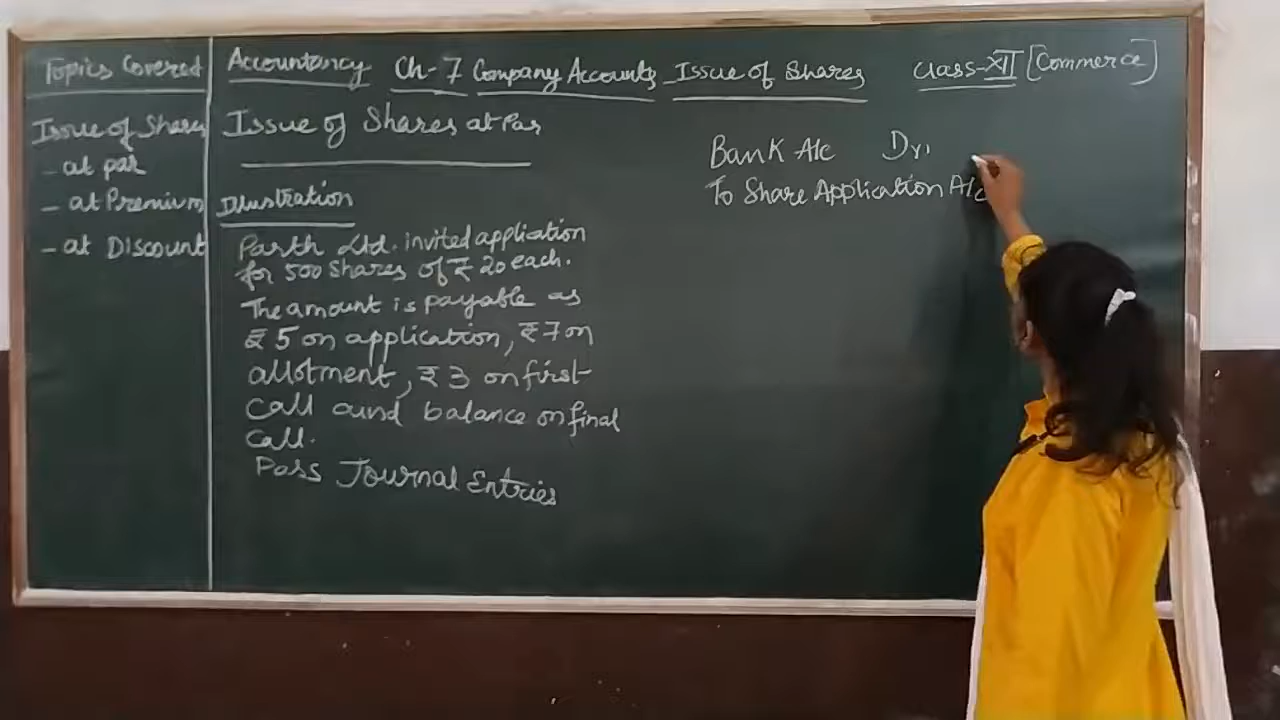 Topics Covered
Issue of Shares
- at par
- at Premium
- at Discount
Accountancy Ch-7 Company Accounts Issue of Shares Class-XII [Commerce]
Issue of Shares at Par
Illustration
Parth Ltd. invited application
for 500 Shares of ₹ 20 each.
The amount is payable as
₹ 5 on application, ₹ 7 on
allotment, ₹ 3 on first
call and balance on final
call.
Pass Journal Entries
Bank A/c Dr.
To Share Application A/c